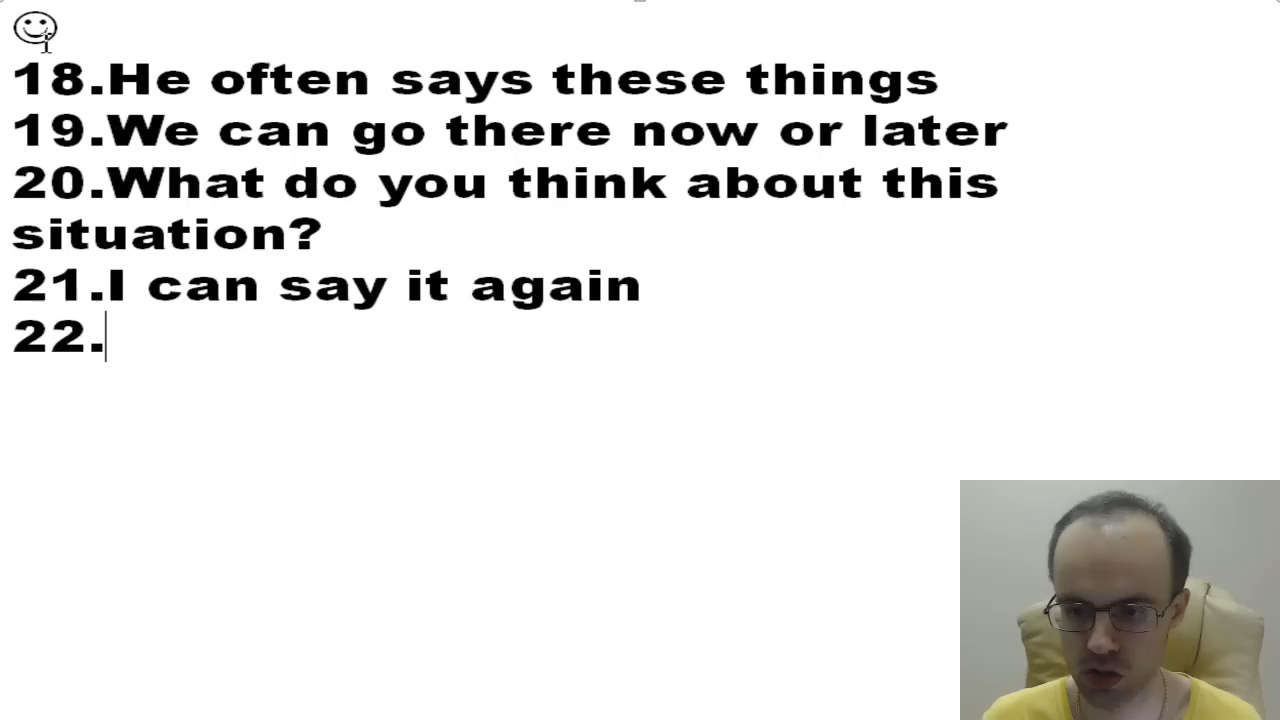 18.He often says these things
19.We can go there now or later
20.What do you think about this
situation?
21.I can say it again
22.